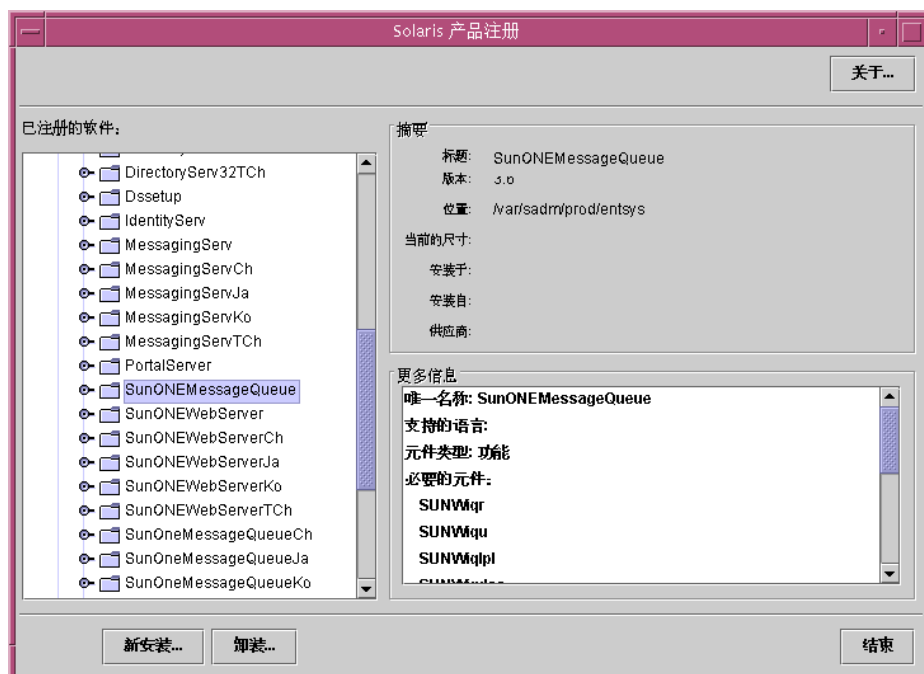 Solaris 产品注册
关于...
已注册的软件:
DirectoryServ32TCh
Dssetup
IdentityServ
MessagingServ
MessagingServCh
MessagingServJa
MessagingServKo
MessagingServTCh
PortalServer
SunONEMessageQueue
SunONEWebServer
SunONEWebServerCh
SunONEWebServerJa
SunONEWebServerKo
SunONEWebServerTCh
SunOneMessageQueueCh
SunOneMessageQueueJa
SunOneMessageQueueKo
摘要
标题: SunONEMessageQueue
版本: 3.6
位置: /var/sadm/prod/entsys
当前的尺寸:
安装于:
安装自:
供应商:
更多信息
唯一名称: SunONEMessageQueue
支持的语言:
元件类型: 功能
必要的元件:
SUNWiqr
SUNWiqu
SUNWiqlpl
新安装...
卸装...
结束